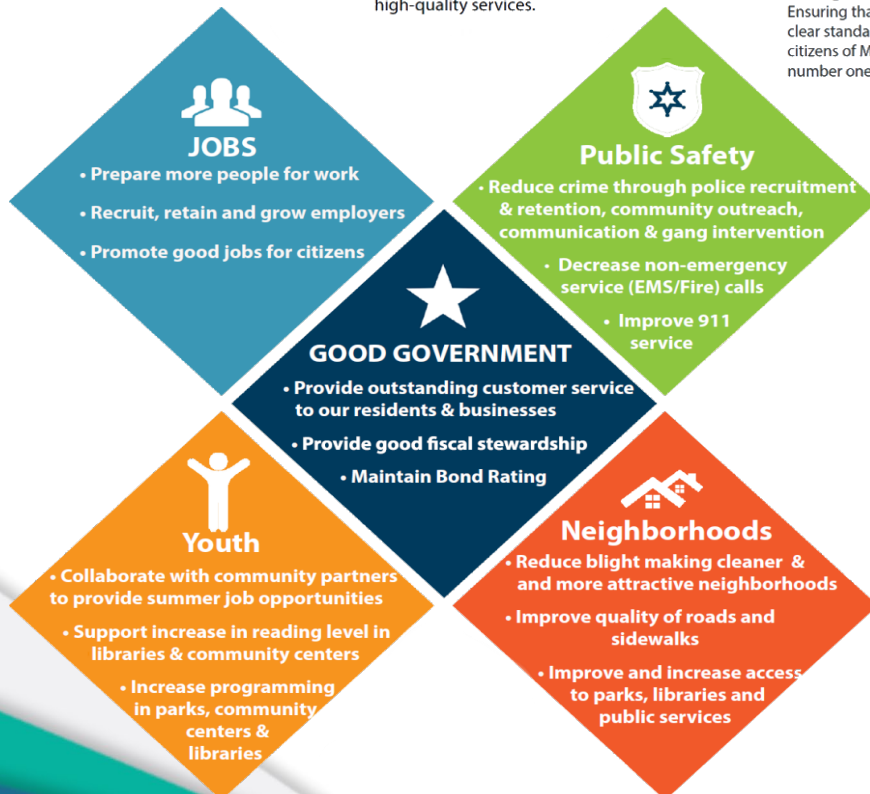 high-quality services.
Ensuring tha
clear standa
citizens of M
number one
JOBS
• Prepare more people for work
• Recruit, retain and grow employers
• Promote good jobs for citizens
Public Safety
• Reduce crime through police recruitment
& retention, community outreach,
communication & gang intervention
• Decrease non-emergency
service (EMS/Fire) calls
• Improve 911
service
GOOD GOVERNMENT
• Provide outstanding customer service
to our residents & businesses
• Provide good fiscal stewardship
• Maintain Bond Rating
Youth
• Collaborate with community partners
to provide summer job opportunities
• Support increase in reading level in
libraries & community centers
• Increase programming
in parks, community
centers &
libraries
Neighborhoods
• Reduce blight making cleaner &
and more attractive neighborhoods
• Improve quality of roads and
sidewalks
• Improve and increase access
to parks, libraries and
public services